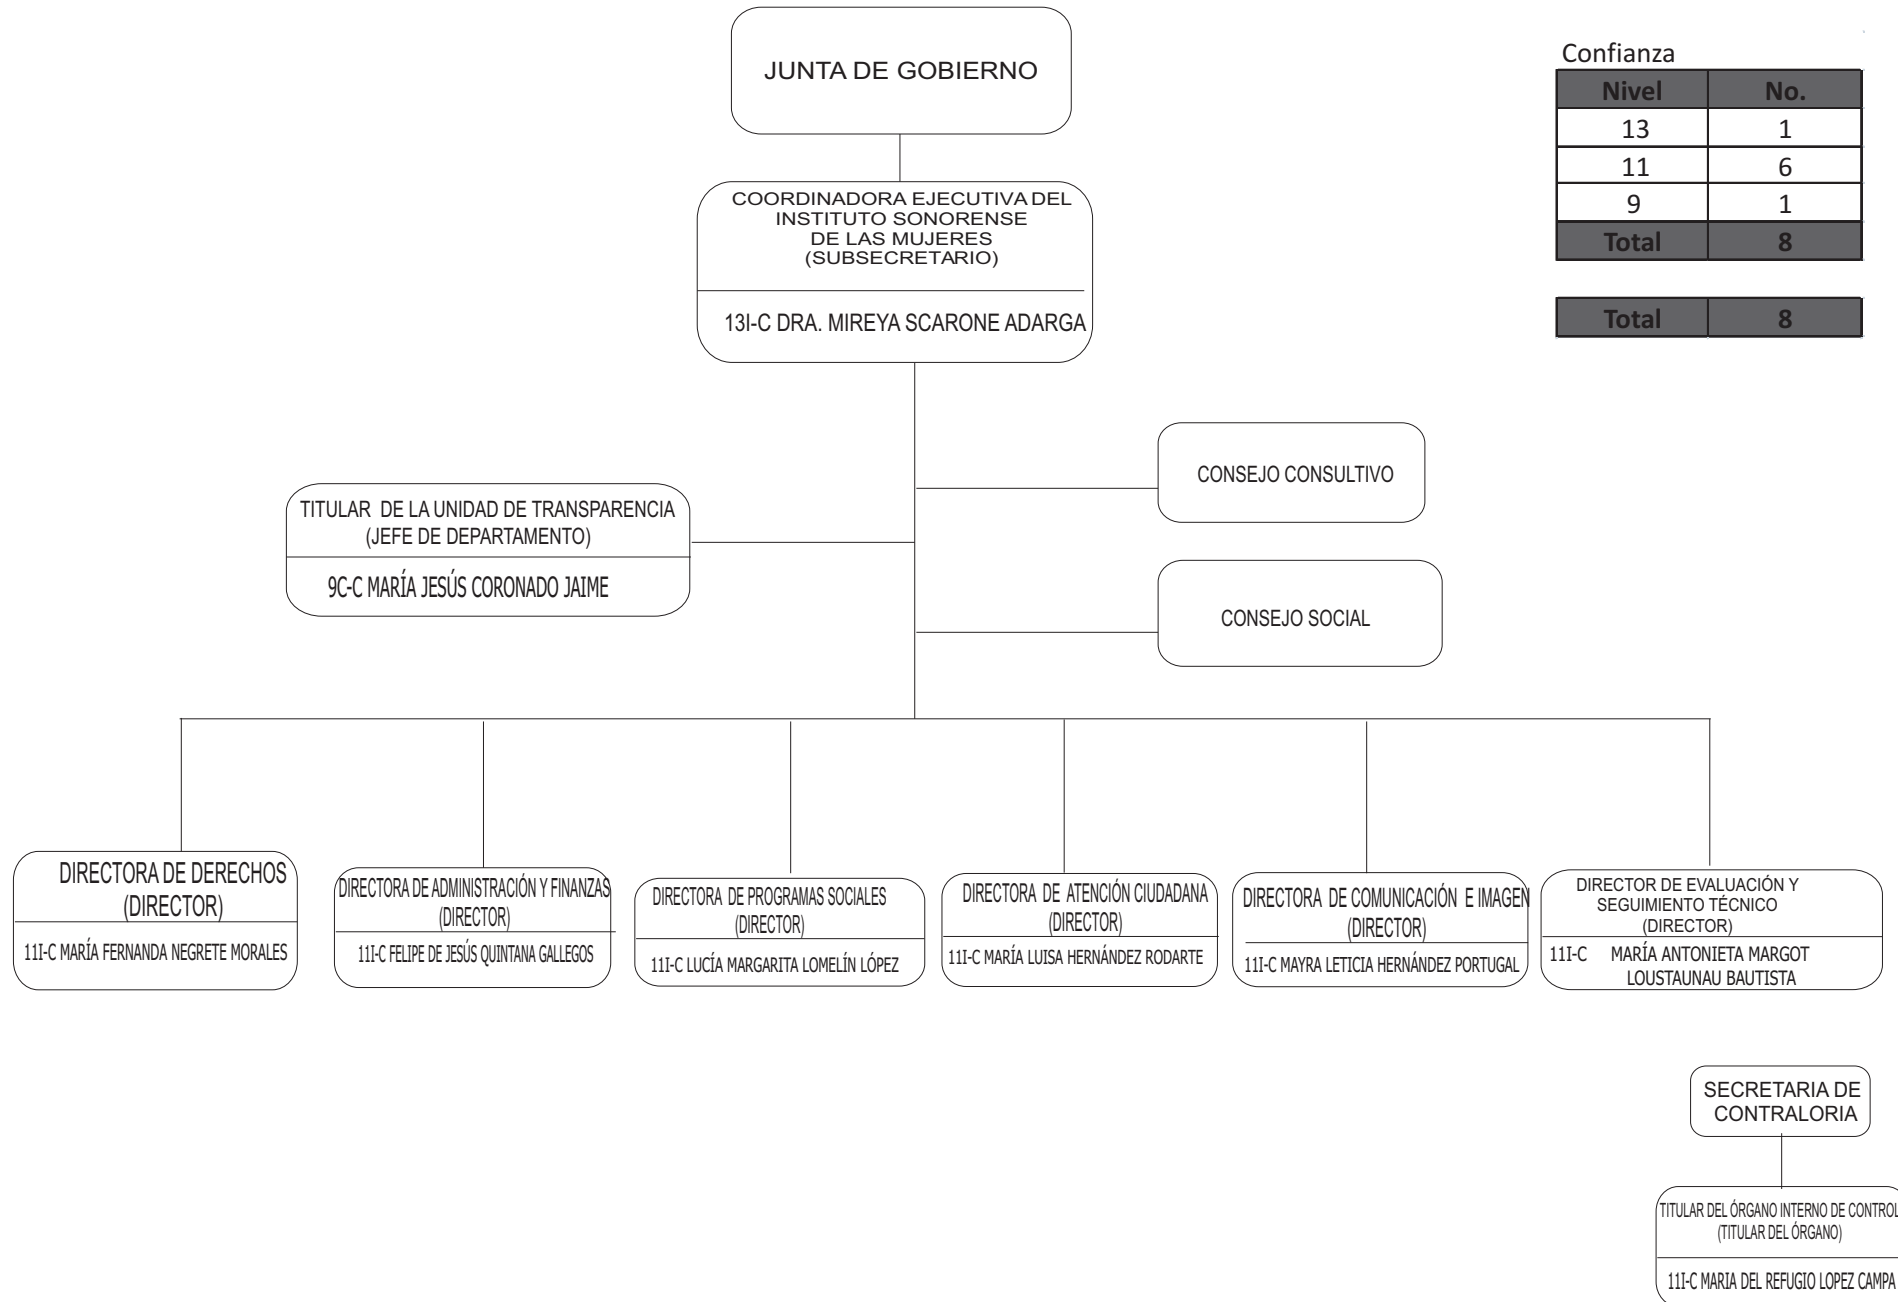 JUNTA DE GOBIERNO
Confianza
Nivel No.
13 1
11 6
9 1
Total 8
Total 8
COORDINADORA EJECUTIVA DEL
INSTITUTO SONORENSE
DE LAS MUJERES
(SUBSECRETARIO)
13I-C DRA. MIREYA SCARONE ADARGA
CONSEJO CONSULTIVO
TITULAR DE LA UNIDAD DE TRANSPARENCIA
(JEFE DE DEPARTAMENTO)
9C-C MARÍA JESÚS CORONADO JAIME
CONSEJO SOCIAL
DIRECTORA DE DERECHOS
(DIRECTOR)
11I-C MARÍA FERNANDA NEGRETE MORALES
DIRECTORA DE ADMINISTRACIÓN Y FINANZAS
(DIRECTOR)
11I-C FELIPE DE JESÚS QUINTANA GALLEGOS
DIRECTORA DE PROGRAMAS SOCIALES
(DIRECTOR)
11I-C LUCÍA MARGARITA LOMELÍN LÓPEZ
DIRECTORA DE ATENCIÓN CIUDADANA
(DIRECTOR)
11I-C MARÍA LUISA HERNÁNDEZ RODARTE
DIRECTORA DE COMUNICACIÓN E IMAGEN
(DIRECTOR)
11I-C MAYRA LETICIA HERNÁNDEZ PORTUGAL
DIRECTOR DE EVALUACIÓN Y
SEGUIMIENTO TÉCNICO
(DIRECTOR)
11I-C MARÍA ANTONIETA MARGOT
LOUSTAUNAU BAUTISTA
SECRETARIA DE
CONTRALORIA
TITULAR DEL ÓRGANO INTERNO DE CONTROL
(TITULAR DEL ÓRGANO)
11I-C MARIA DEL REFUGIO LOPEZ CAMPA